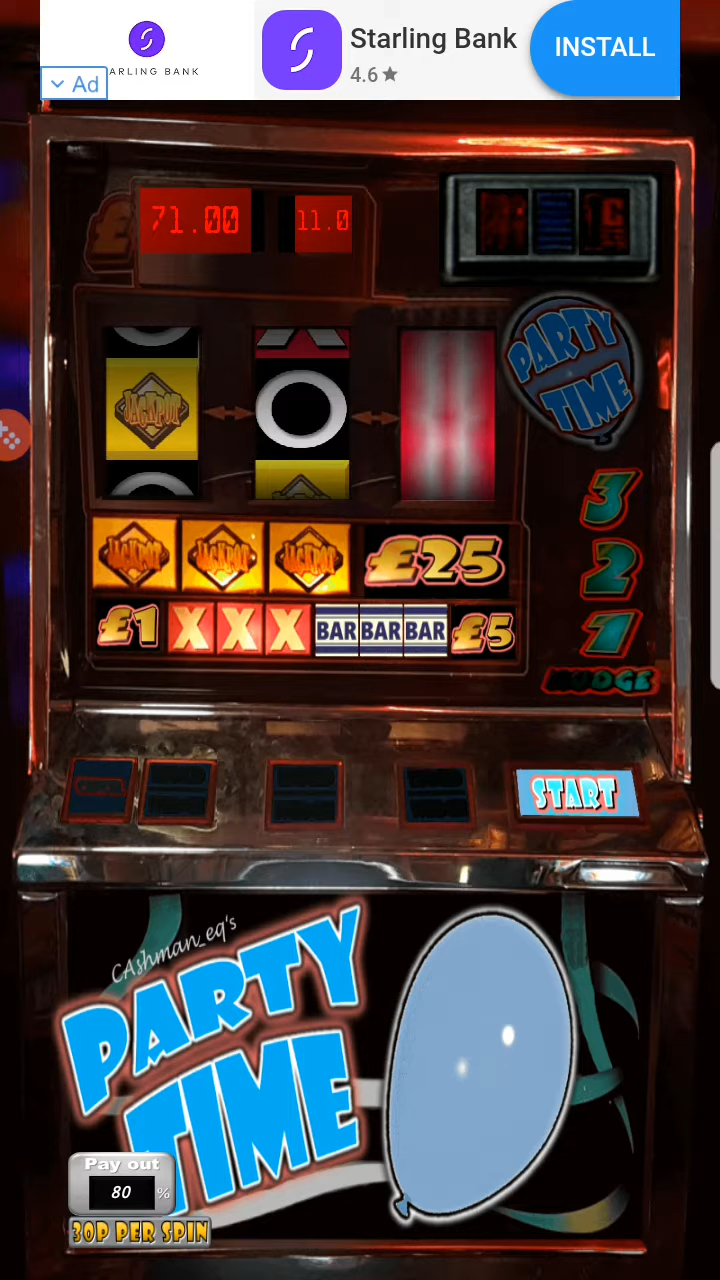 Starling Bank
INSTALL
4.6
ARLING BANK
Ad
£
71.00
11.0
PARTY
TIME
JACKPOT
3
JACKPOT JACKPOT JACKPOT £25
2
£1 X X X BAR BAR BAR £5
1
NUDGE
START
CAshman_eq's
PARTY
TIME
Pay out
80 %
30P PER SPIN